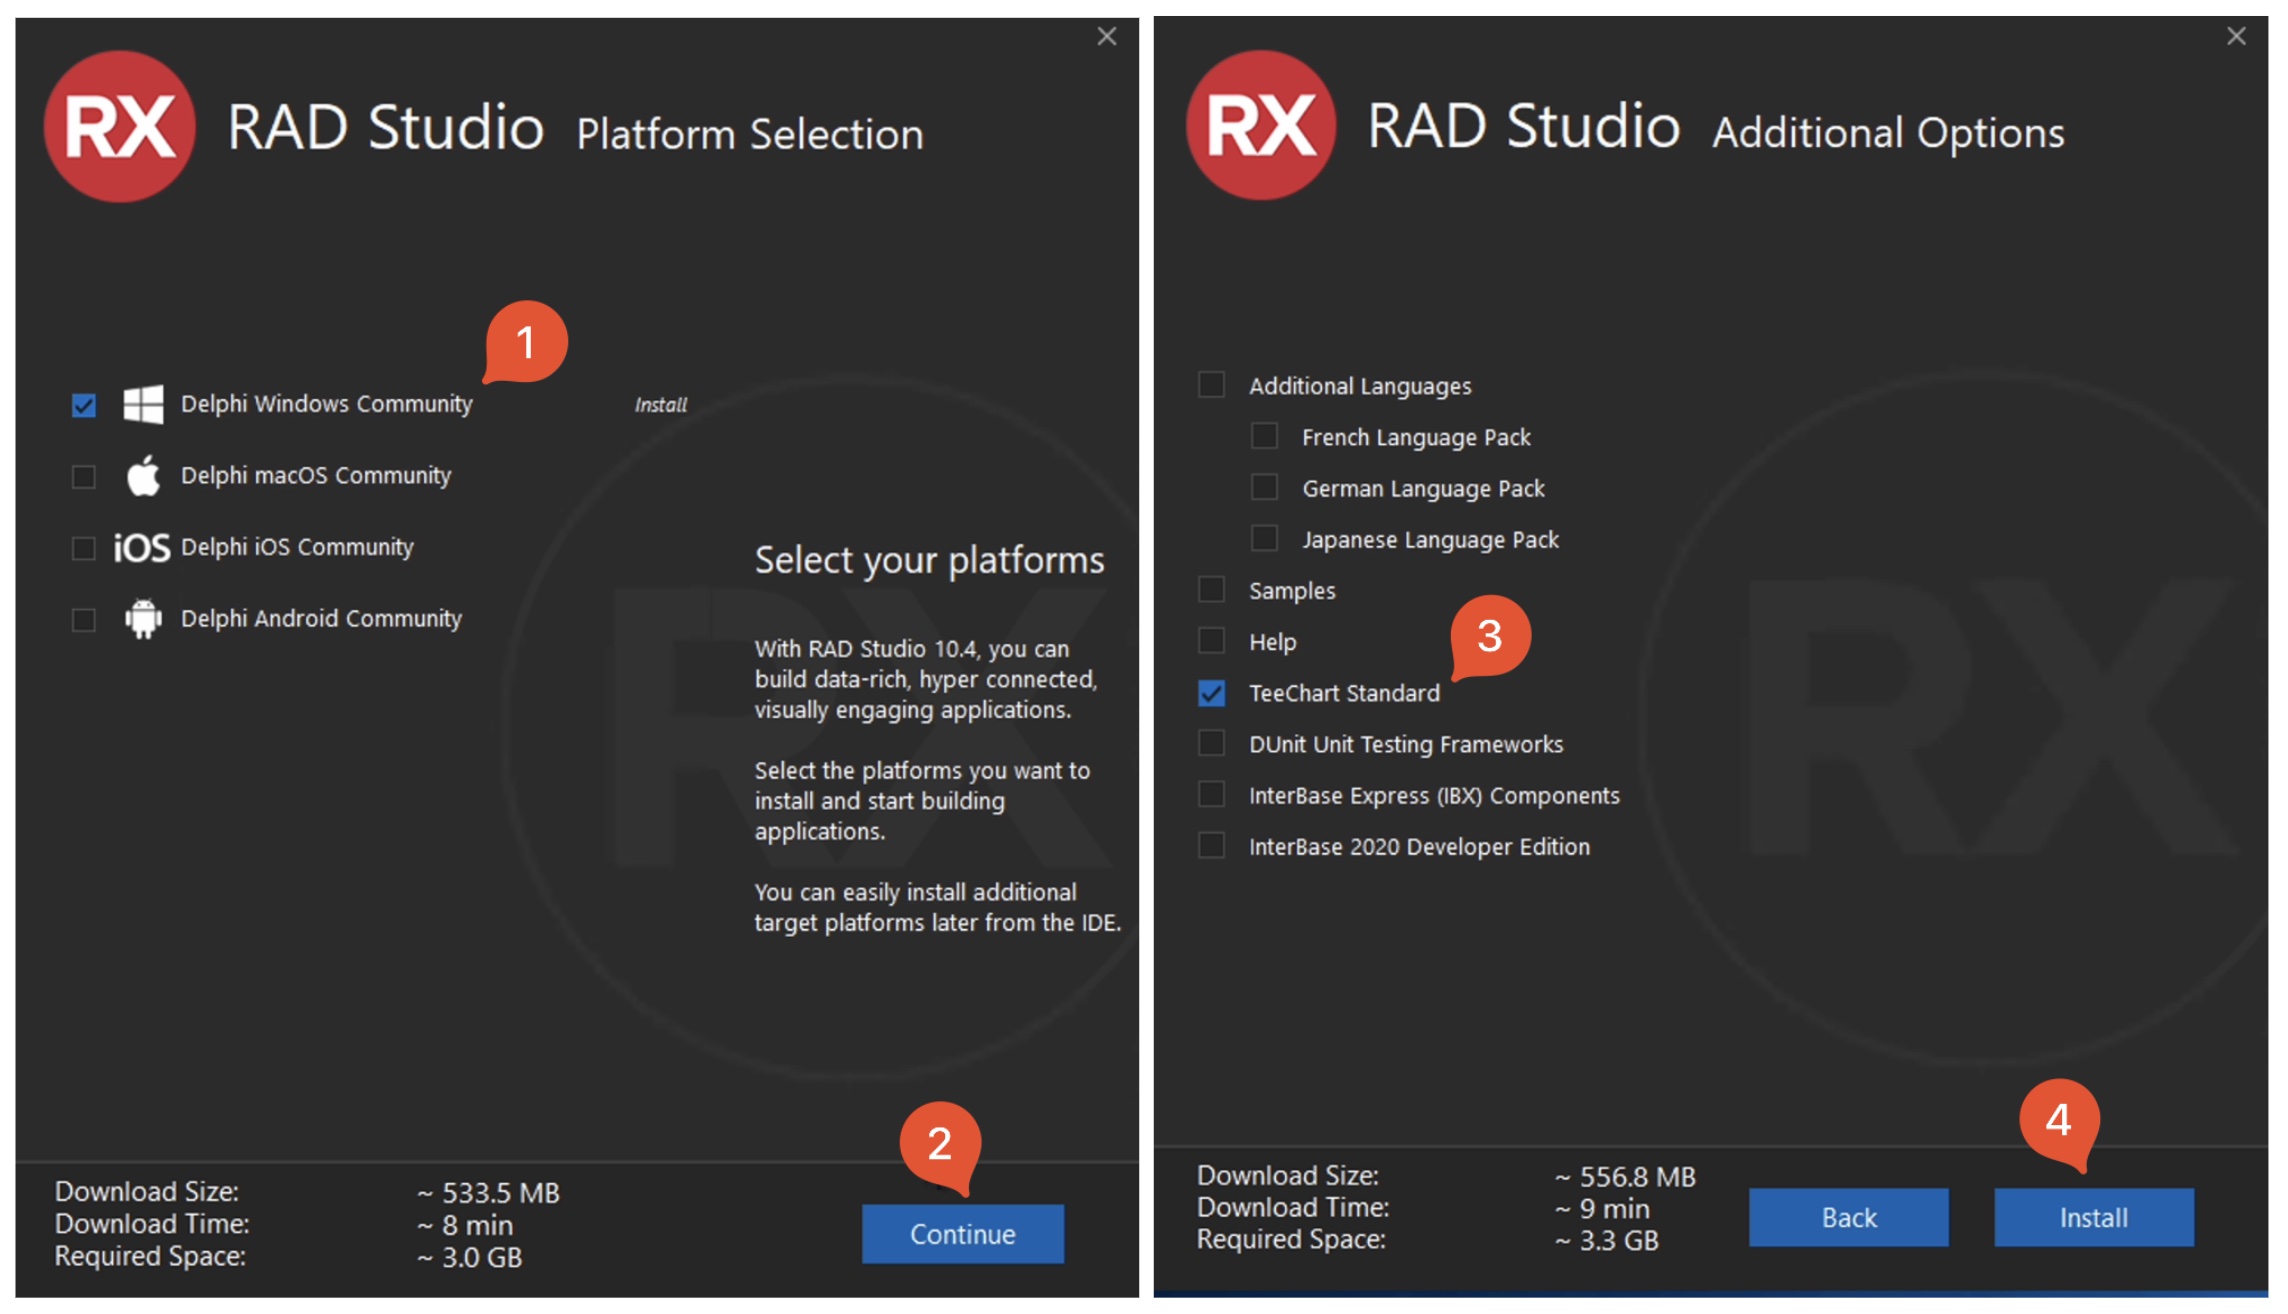 RX
RAD Studio Platform Selection
1
Delphi Windows Community Install
Delphi macOS Community
iOS Delphi iOS Community
Delphi Android Community
Select your platforms
With RAD Studio 10.4, you can
build data-rich, hyper connected,
visually engaging applications.
Select the platforms you want to
install and start building
applications.
You can easily install additional
target platforms later from the IDE.
RX
2
Download Size: ~ 533.5 MB
Download Time: ~ 8 min
Required Space: ~ 3.0 GB
Continue
RX
RAD Studio Additional Options
Additional Languages
French Language Pack
German Language Pack
Japanese Language Pack
Samples
Help
3
TeeChart Standard
DUnit Unit Testing Frameworks
InterBase Express (IBX) Components
InterBase 2020 Developer Edition
RX
4
Download Size: ~ 556.8 MB
Download Time: ~ 9 min
Required Space: ~ 3.3 GB
Back
Install